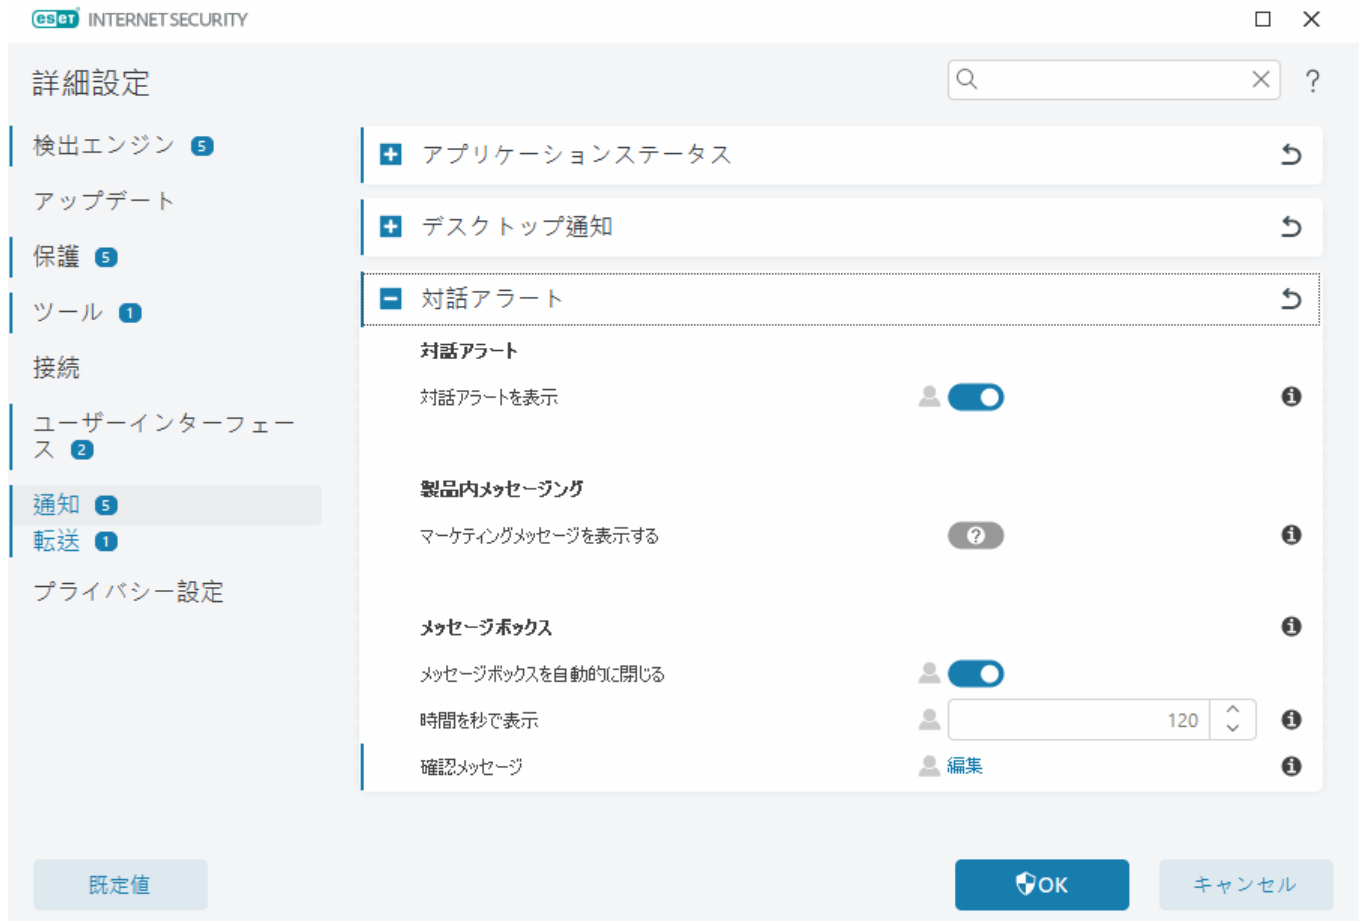 eset INTERNET SECURITY
詳細設定
?
検出エンジン 5
アップデート
保護 5
ツール 1
接続
ユーザーインターフェー
ス 2
通知 5
転送 1
プライバシー設定
アプリケーションステータス
デスクトップ通知
対話アラート
対話アラート
対話アラートを表示
製品内メッセージング
マーケティングメッセージを表示する
?
メッセージボックス
メッセージボックスを自動的に閉じる
時間を秒で表示
120
確認メッセージ
編集
既定値
OK
キャンセル